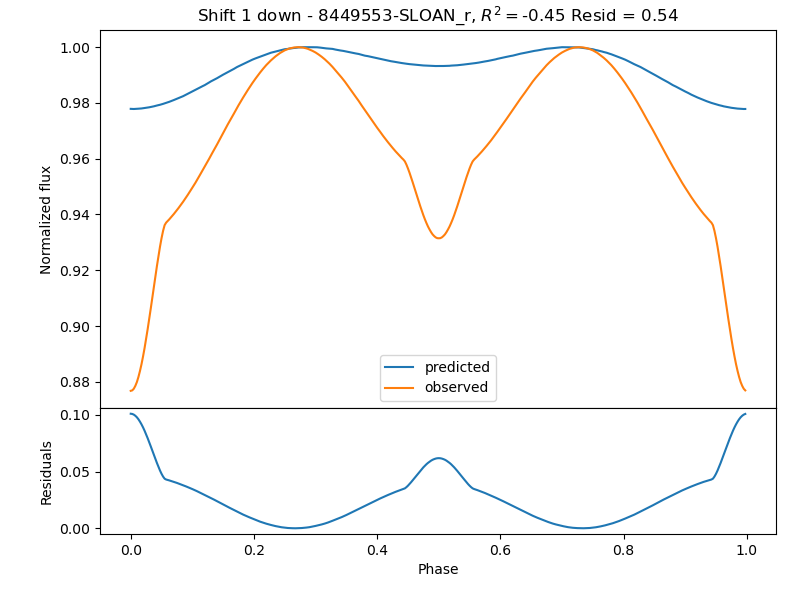 Shift 1 down - 8449553-SLOAN_r, R² = -0.45 Resid = 0.54
Normalized flux
1.00
0.98
0.96
0.94
0.92
0.90
0.88
predicted
observed
Residuals
0.10
0.05
0.00
0.0
0.2
0.4
0.6
0.8
1.0
Phase